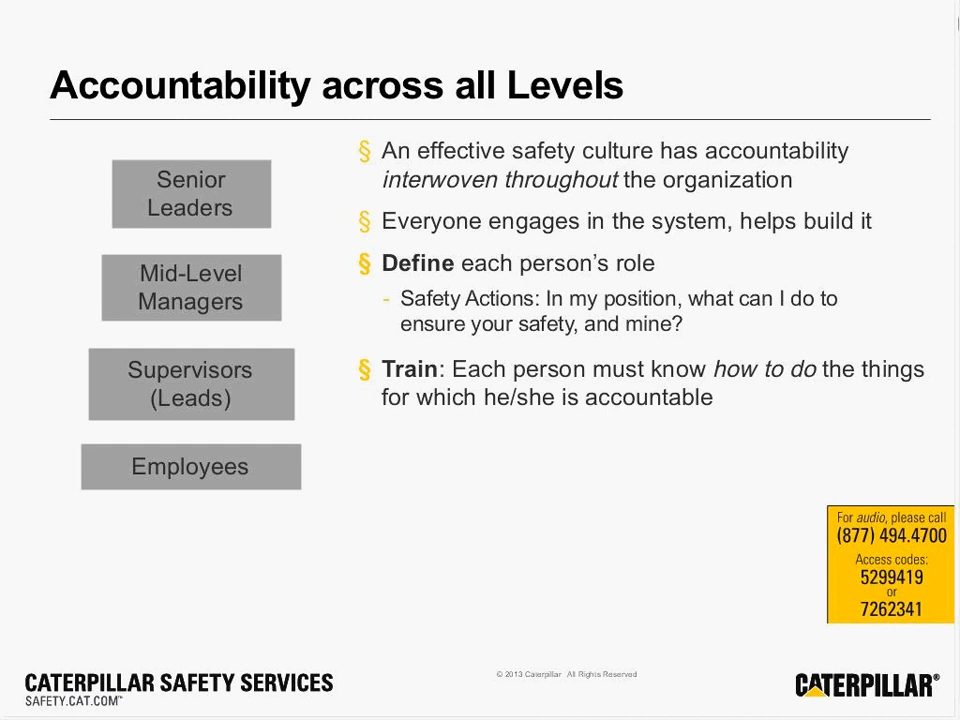 Accountability across all Levels
Senior
Leaders
Mid-Level
Managers
Supervisors
(Leads)
Employees
§ An effective safety culture has accountability
interwoven throughout the organization
§ Everyone engages in the system, helps build it
§ Define each person’s role
- Safety Actions: In my position, what can I do to
ensure your safety, and mine?
§ Train: Each person must know how to do the things
for which he/she is accountable
For audio, please call
(877) 494.4700
Access codes:
5299419
or
7262341
CATERPILLAR SAFETY SERVICES
SAFETY.CAT.COM™
© 2013 Caterpillar All Rights Reserved
CATERPILLAR®